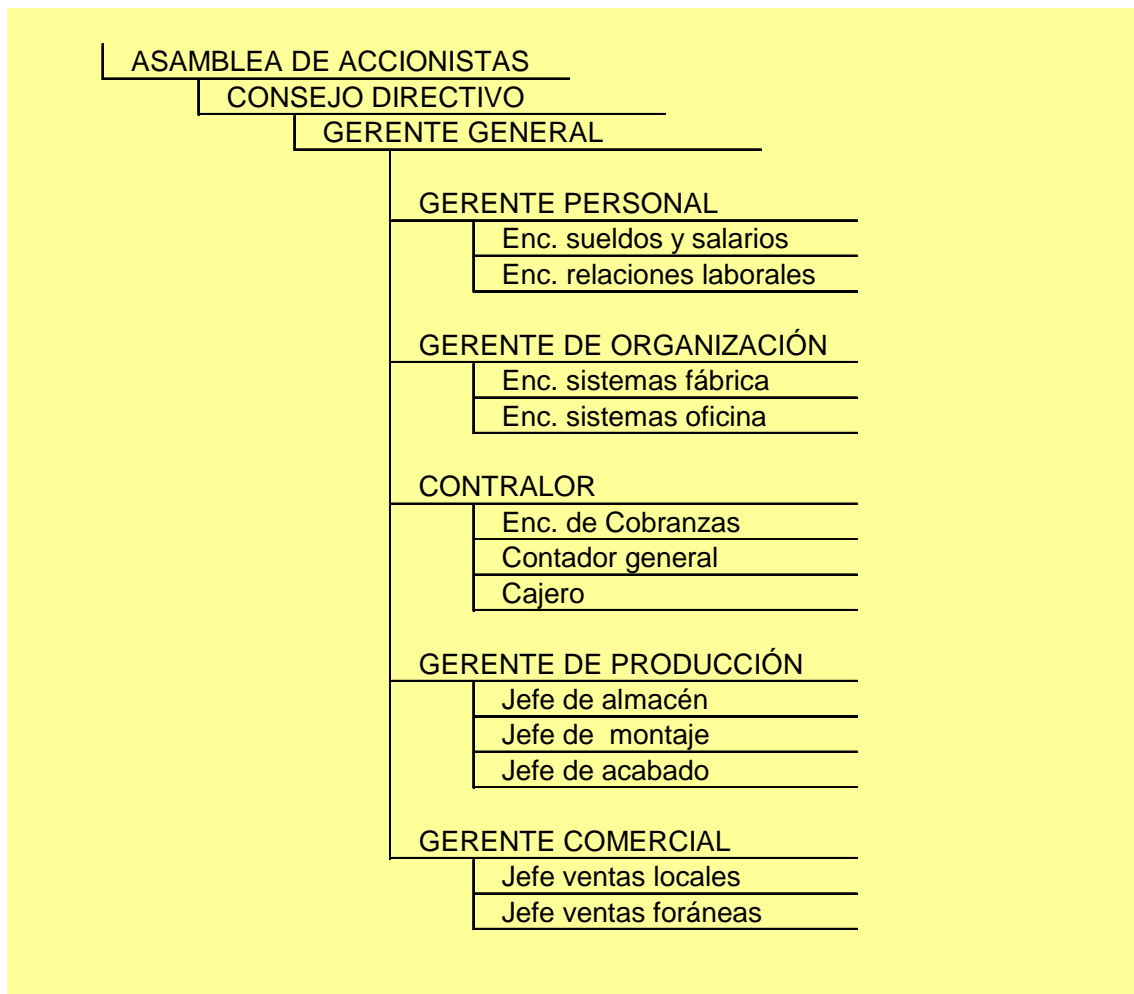 ASAMBLEA DE ACCIONISTAS
CONSEJO DIRECTIVO
GERENTE GENERAL
GERENTE PERSONAL
Enc. sueldos y salarios
Enc. relaciones laborales
GERENTE DE ORGANIZACIÓN
Enc. sistemas fábrica
Enc. sistemas oficina
CONTRALOR
Enc. de Cobranzas
Contador general
Cajero
GERENTE DE PRODUCCIÓN
Jefe de almacén
Jefe de  montaje
Jefe de acabado
GERENTE COMERCIAL
Jefe ventas locales
Jefe ventas foráneas